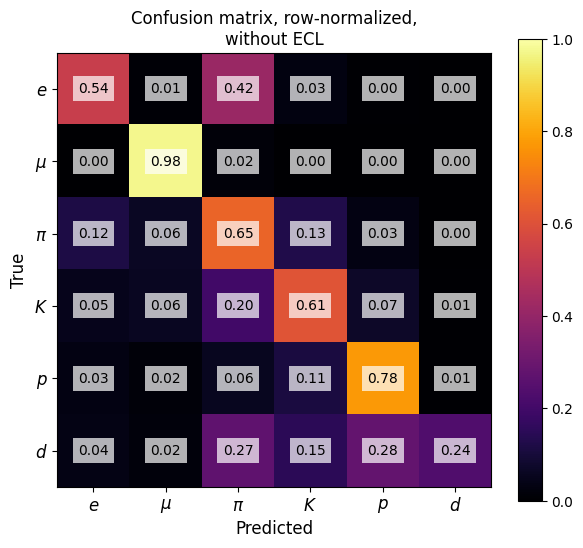 Confusion matrix, row-normalized,
without ECL
True
e 0.54 0.01 0.42 0.03 0.00 0.00
μ 0.00 0.98 0.02 0.00 0.00 0.00
π 0.12 0.06 0.65 0.13 0.03 0.00
K 0.05 0.06 0.20 0.61 0.07 0.01
p 0.03 0.02 0.06 0.11 0.78 0.01
d 0.04 0.02 0.27 0.15 0.28 0.24
e μ π K p d
Predicted
1.0
0.8
0.6
0.4
0.2
0.0